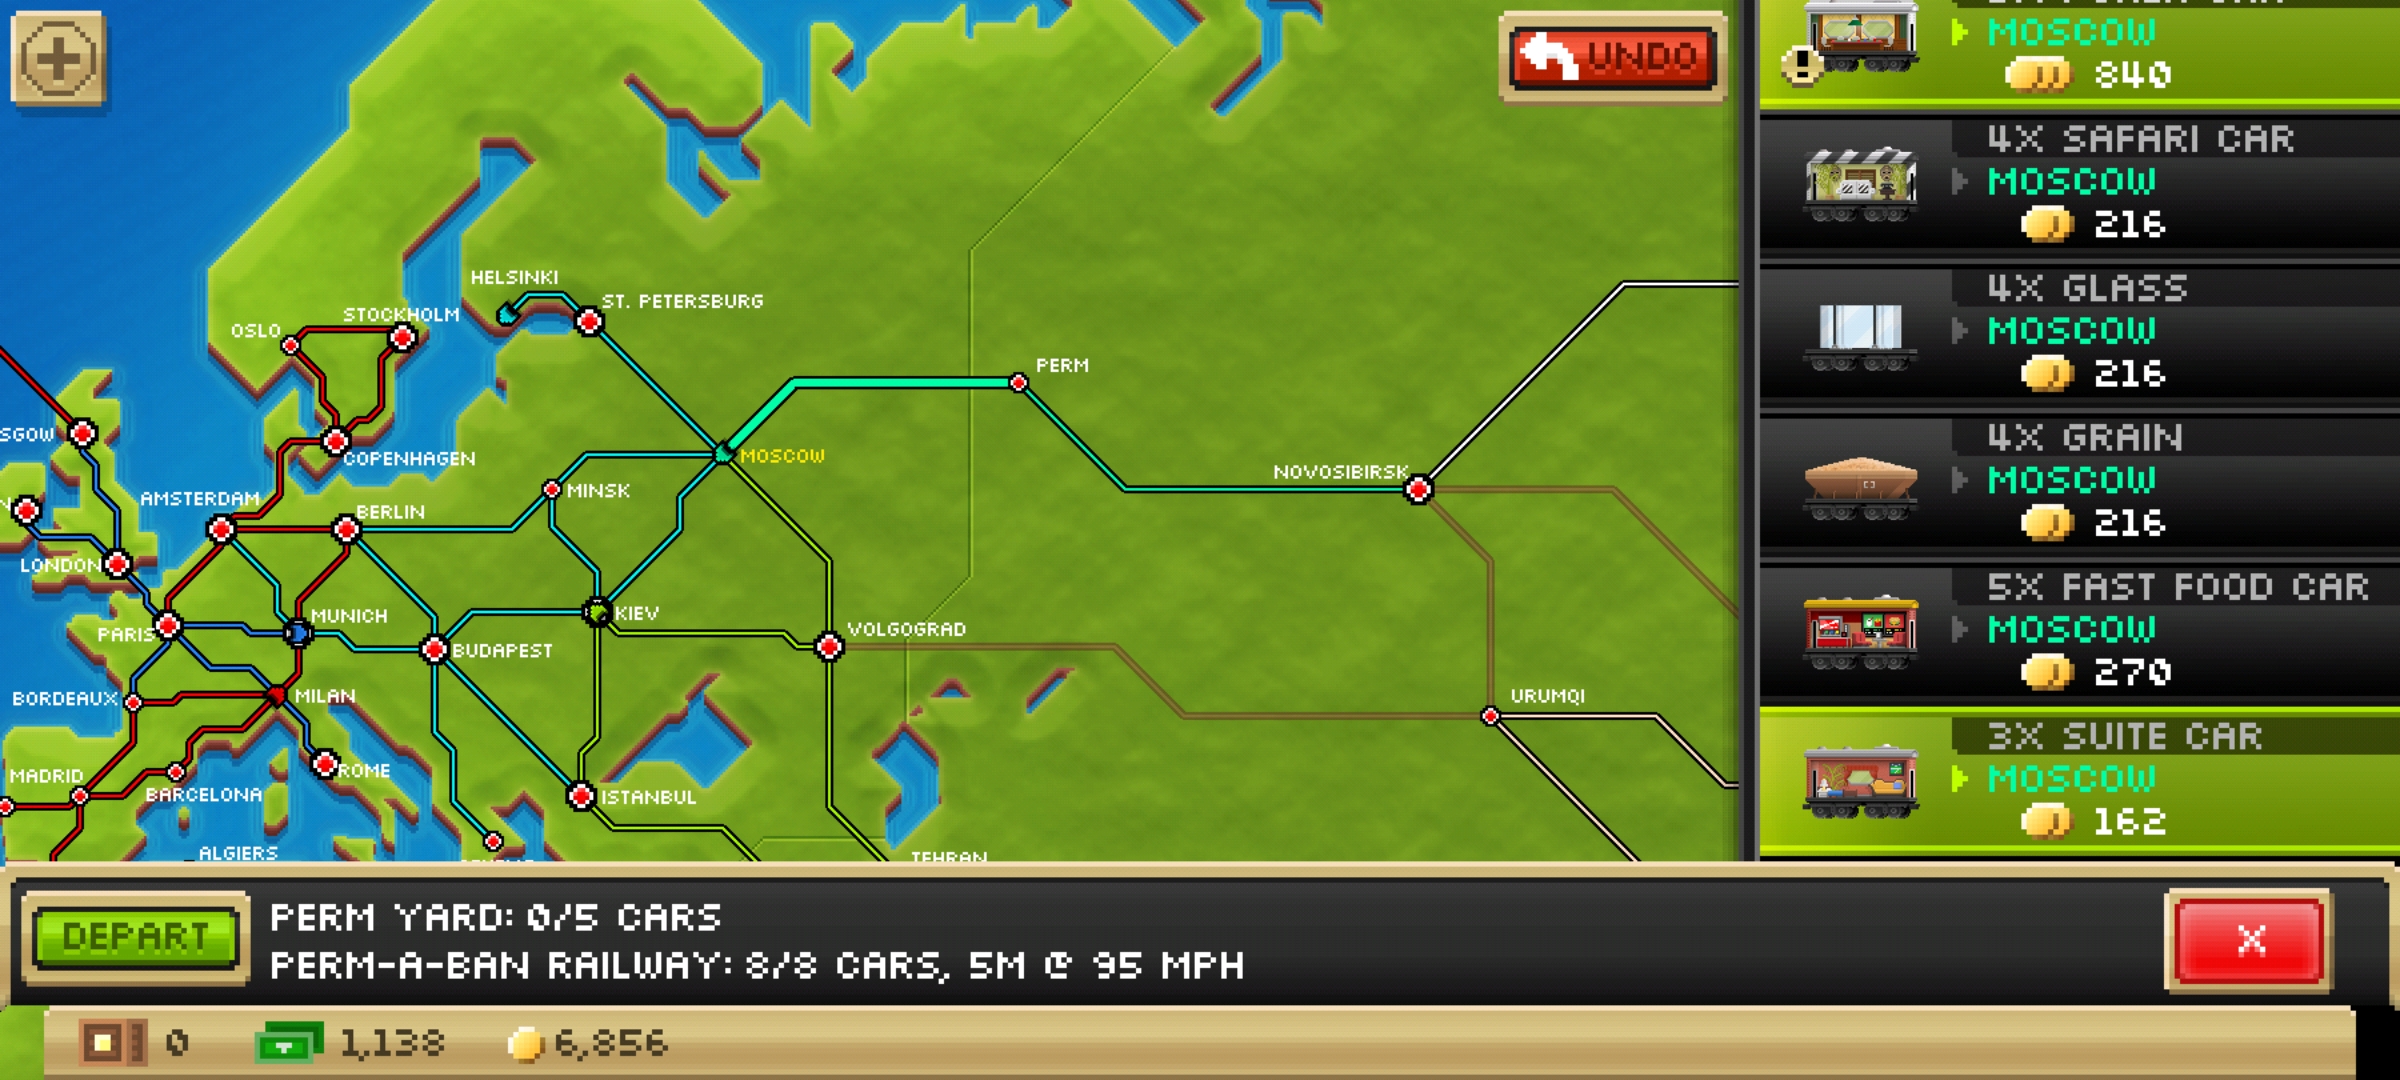 UNDO
MOSCOW
840
4X SAFARI CAR
MOSCOW
216
4X GLASS
MOSCOW
216
4X GRAIN
MOSCOW
216
5X FAST FOOD CAR
MOSCOW
270
3X SUITE CAR
MOSCOW
162
HELSINKI
ST. PETERSBURG
STOCKHOLM
OSLO
PERM
SGOW
COPENHAGEN
MOSCOW
NOVOSIBIRSK
MINSK
AMSTERDAM
N
BERLIN
LONDON
MUNICH
KIEV
PARIS
VOLGOGRAD
BUDAPEST
BORDEAUX
MILAN
URUMQI
MADRID
ROME
BARCELONA
ISTANBUL
ALGIERS
TEHRAN
DEPART
PERM YARD: 0/5 CARS
PERM-A-BAN RAILWAY: 8/8 CARS, 5M @ 95 MPH
X
0
1,138
6,856